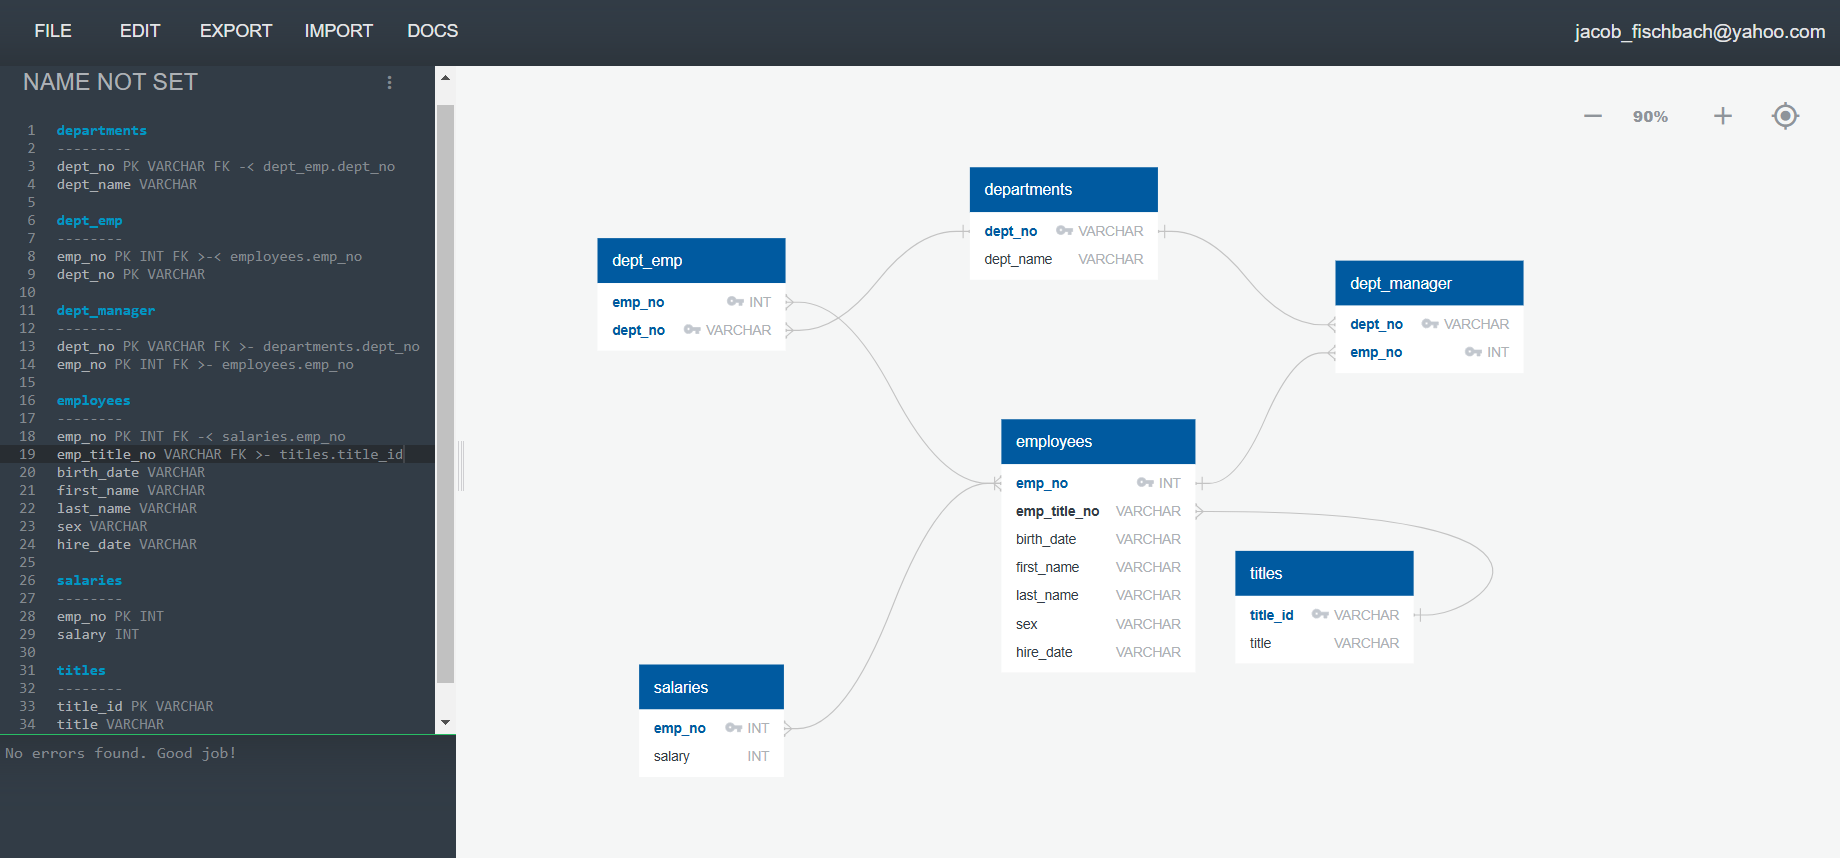 FILE EDIT EXPORT IMPORT DOCS jacob_fischbach@yahoo.com
NAME NOT SET
1 departments
2 ---------
3 dept_no PK VARCHAR FK -< dept_emp.dept_no
4 dept_name VARCHAR
5
6 dept_emp
7 --------
8 emp_no PK INT FK >-< employees.emp_no
9 dept_no PK VARCHAR
10
11 dept_manager
12 --------
13 dept_no PK VARCHAR FK >- departments.dept_no
14 emp_no PK INT FK >- employees.emp_no
15
16 employees
17 --------
18 emp_no PK INT FK -< salaries.emp_no
19 emp_title_no VARCHAR FK >- titles.title_id
20 birth_date VARCHAR
21 first_name VARCHAR
22 last_name VARCHAR
23 sex VARCHAR
24 hire_date VARCHAR
25
26 salaries
27 --------
28 emp_no PK INT
29 salary INT
30
31 titles
32 --------
33 title_id PK VARCHAR
34 title VARCHAR
No errors found. Good job!
90%
departments
dept_no VARCHAR
dept_name VARCHAR
dept_emp
emp_no INT
dept_no VARCHAR
dept_manager
dept_no VARCHAR
emp_no INT
employees
emp_no INT
emp_title_no VARCHAR
birth_date VARCHAR
first_name VARCHAR
last_name VARCHAR
sex VARCHAR
hire_date VARCHAR
titles
title_id VARCHAR
title VARCHAR
salaries
emp_no INT
salary INT